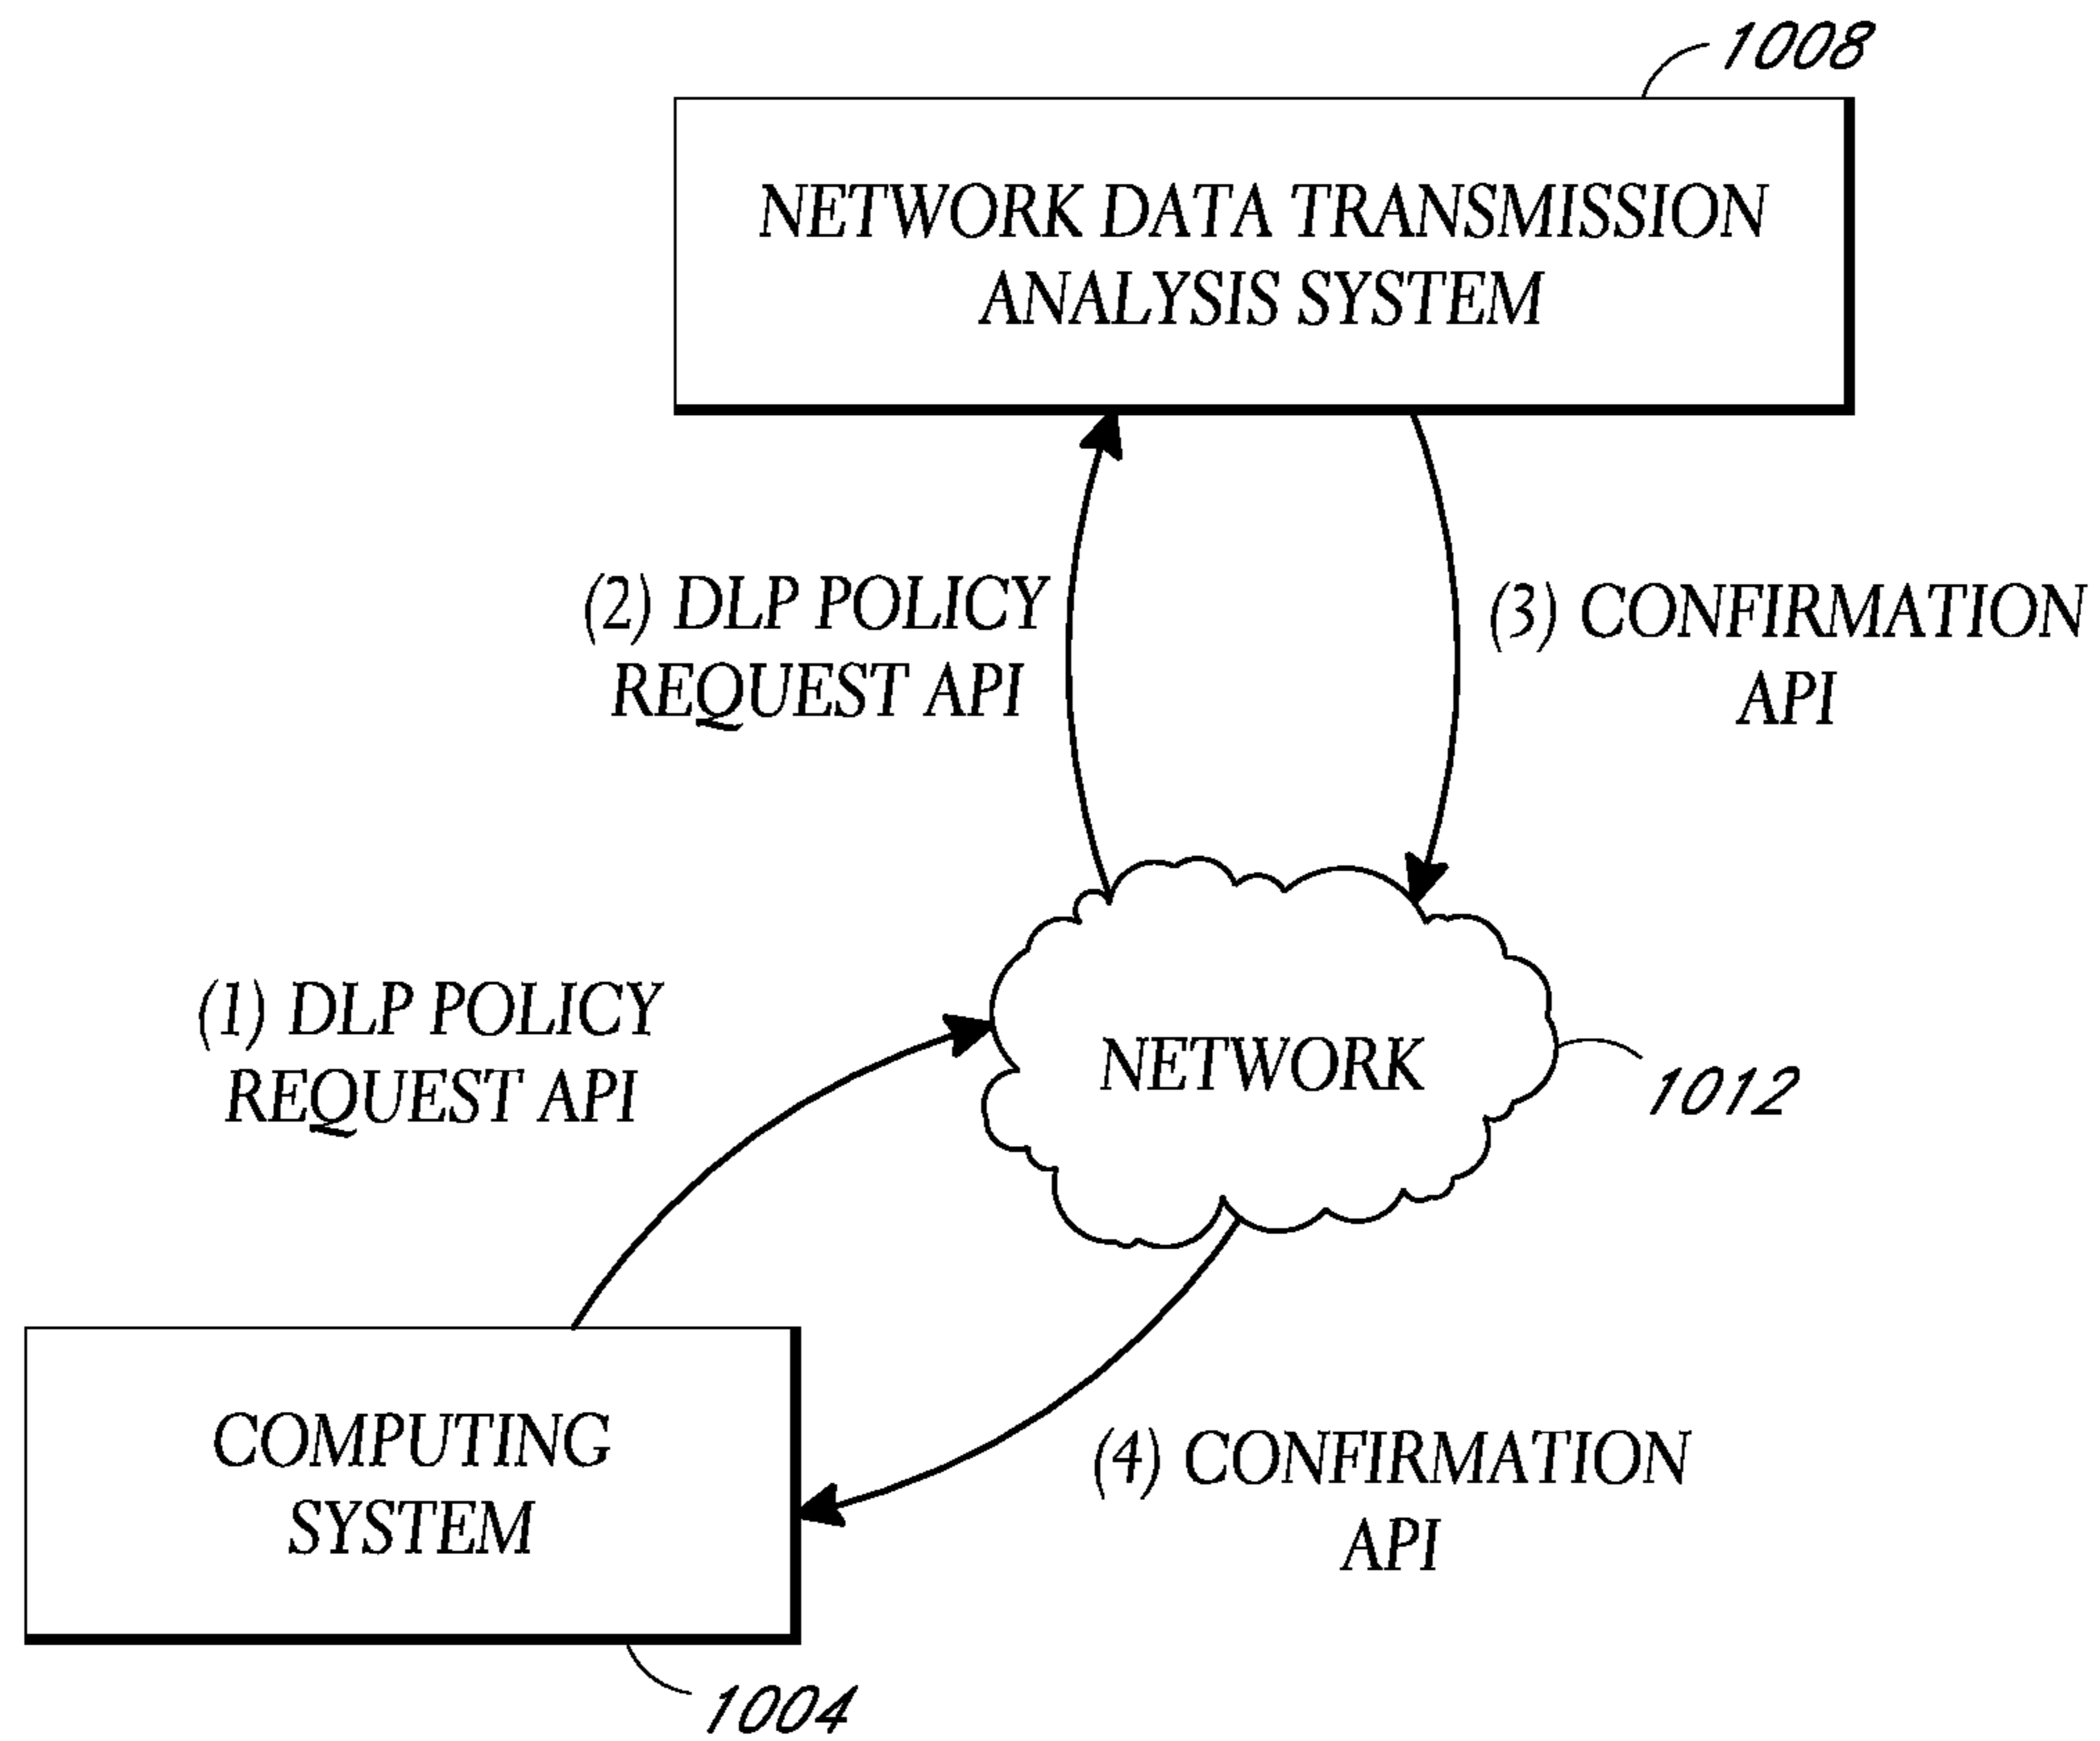 1008
NETWORK DATA TRANSMISSION
ANALYSIS SYSTEM
(2) DLP POLICY
REQUEST API
(3) CONFIRMATION
API
(1) DLP POLICY
REQUEST API
NETWORK
1012
COMPUTING
SYSTEM
(4) CONFIRMATION
API
1004